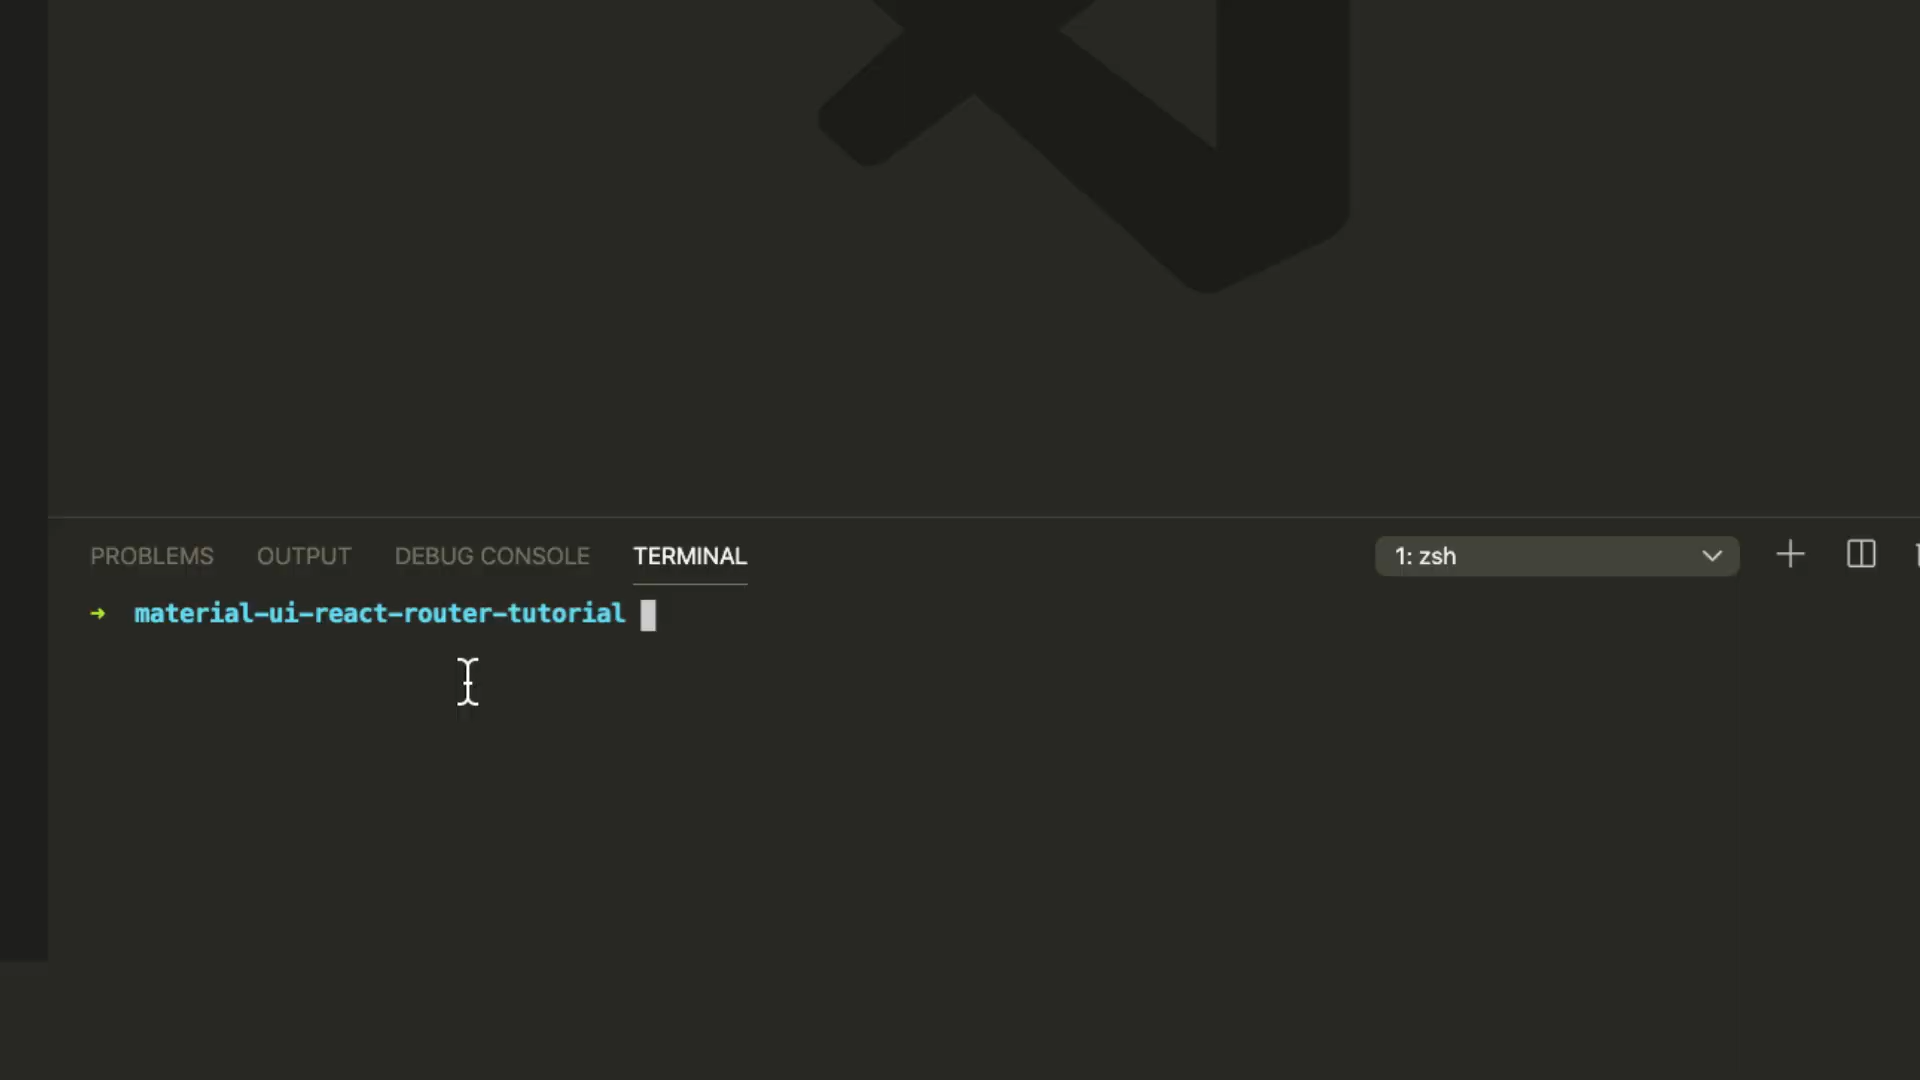 PROBLEMS OUTPUT DEBUG CONSOLE TERMINAL 1: zsh
➜ material-ui-react-router-tutorial